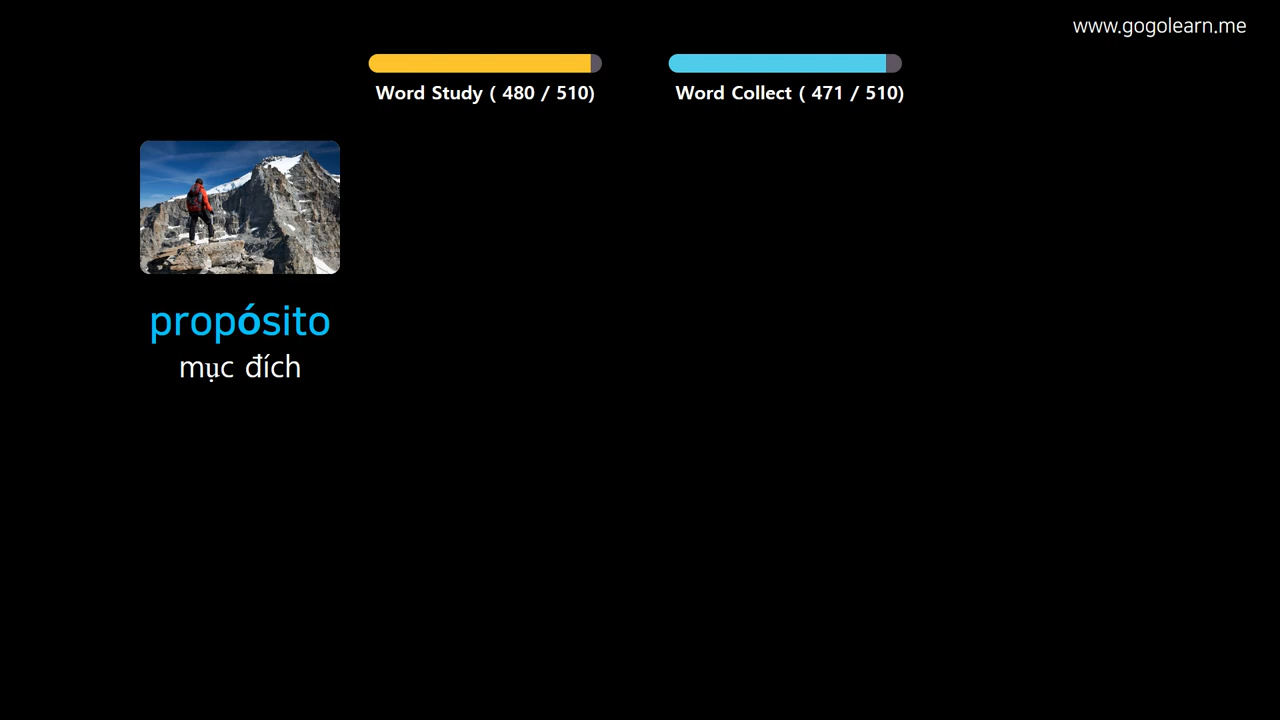 www.gogolearn.me
Word Study ( 480 / 510)
Word Collect ( 471 / 510)
propósito
mục đích